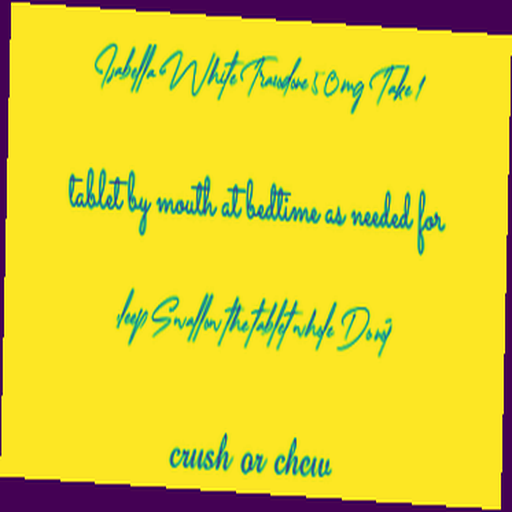 Isabella White Trazodone 50mg Take 1
tablet by mouth at bedtime as needed for
sleep Swallow the tablet whole Don't
crush or chew